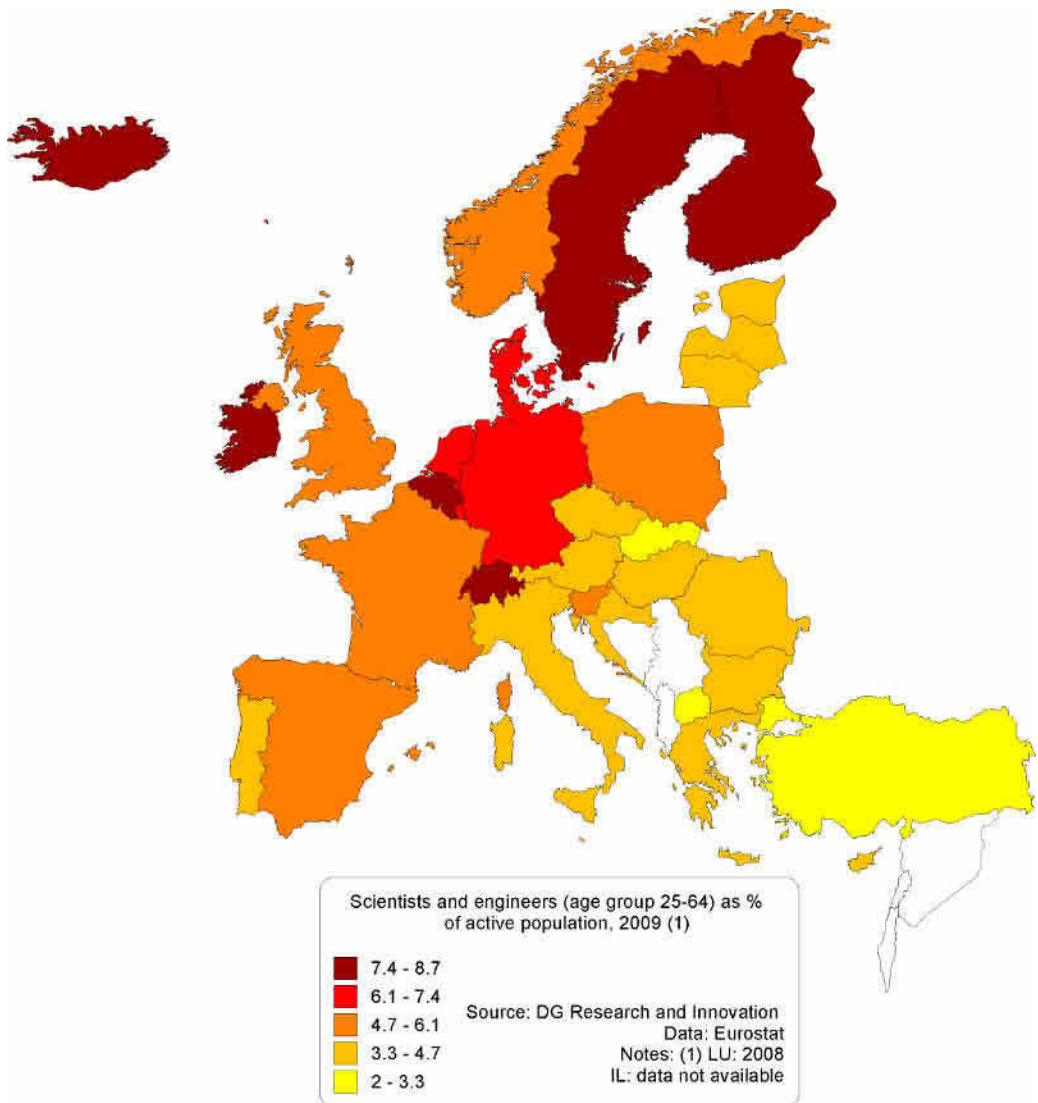 Scientists and engineers (age group 25-64) as %
of active population, 2009 (1)
7.4 - 8.7
6.1 - 7.4
4.7 - 6.1
3.3 - 4.7
2 - 3.3
Source: DG Research and Innovation
Data: Eurostat
Notes: (1) LU: 2008
IL: data not available